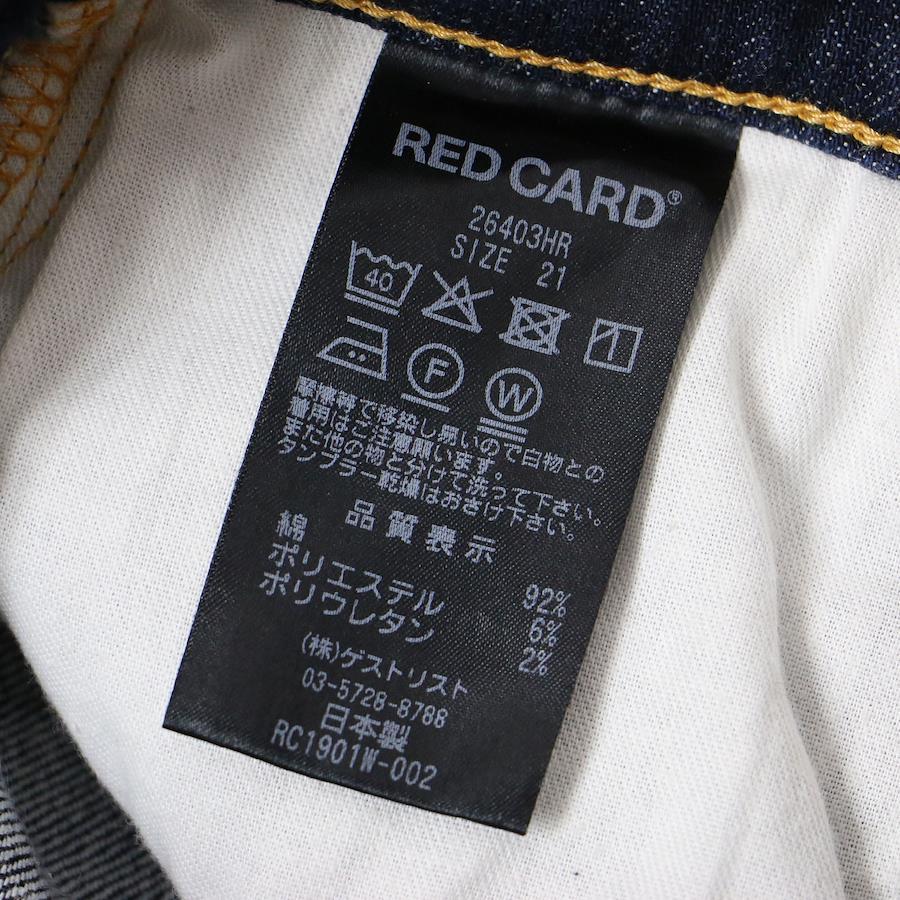 RED CARD®
26403HR
SIZE 21
40
F W
摩擦等で移染し易いので白物との
着用はご注意願います。
また他の物と分けて洗って下さい。
タンブラー乾燥はおさけ下さい。
品質表示
綿 92%
ポリエステル 6%
ポリウレタン 2%
(株)ゲストリスト
03-5728-8788
日本製
RC1901W-002